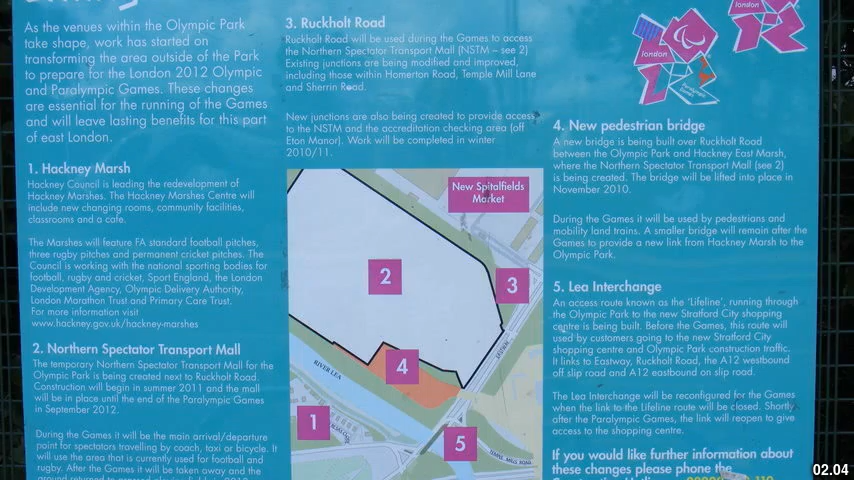 As the venues within the Olympic Park
take shape, work has started on
transforming the area outside of the Park
to prepare for the London 2012 Olympic
and Paralympic Games. These changes
are essential for the running of the Games
and will leave lasting benefits for this part
of east London.
1. Hackney Marsh
Hackney Council is leading the redevelopment of
Hackney Marshes. The Hackney Marshes Centre will
include new changing rooms, community facilities,
classrooms and a cafe.
The Marshes will feature FA standard football pitches,
three rugby pitches and permanent cricket pitches. The
Council is working with the national sporting bodies for
football, rugby and cricket, Sport England, the London
Development Agency, Olympic Delivery Authority,
London Marathon Trust and Primary Care Trust.
For more information visit
www.hackney.gov.uk/hackney-marshes
2. Northern Spectator Transport Mall
The temporary Northern Spectator Transport Mall for the
Olympic Park is being created next to Ruckholt Road.
Construction will begin in summer 2011 and the mall
will be in place until the end of the Paralympic Games
in September 2012.
During the Games it will be the main arrival/departure
point for spectators travelling by coach, taxi or bicycle. It
will use the area that is currently used for football and
rugby. After the Games it will be taken away and the
3. Ruckholt Road
Ruckholt Road will be used during the Games to access
the Northern Spectator Transport Mall (NSTM – see 2)
Existing junctions are being modified and improved,
including those within Homerton Road, Temple Mill Lane
and Sherrin Road.
New junctions are also being created to provide access
to the NSTM and the accreditation checking area (off
Eton Manor). Work will be completed in winter
2010/11.
New Spitalfields
Market
2
3
4
RIVER LEA
EASTWAY
1
5
TEMPLE MILLS ROAD
london
london
4. New pedestrian bridge
A new bridge is being built over Ruckholt Road
between the Olympic Park and Hackney East Marsh,
where the Northern Spectator Transport Mall (see 2)
is being created. The bridge will be lifted into place in
November 2010.
During the Games it will be used by pedestrians and
mobility land trains. A smaller bridge will remain after the
Games to provide a new link from Hackney Marsh to the
Olympic Park.
5. Lea Interchange
An access route known as the 'Lifeline', running through
the Olympic Park to the new Stratford City shopping
centre is being built. Before the Games, this route will
used by customers going to the new Stratford City
shopping centre and Olympic Park construction traffic.
It links to Eastway, Ruckholt Road, the A12 westbound
off slip road and A12 eastbound on slip road.
The Lea Interchange will be reconfigured for the Games
when the link to the Lifeline route will be closed. Shortly
after the Paralympic Games, the link will reopen to give
access to the shopping centre.
If you would like further information about
these changes please phone the
02.04